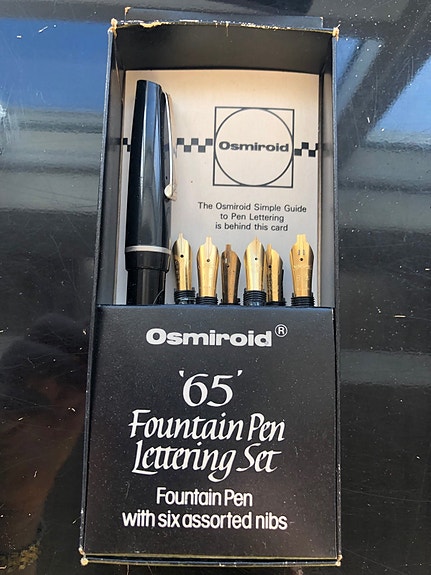 Osmiroid
The Osmiroid Simple Guide
to Pen Lettering
is behind this card
Osmiroid®
'65'
Fountain Pen
Lettering Set
Fountain Pen
with six assorted nibs